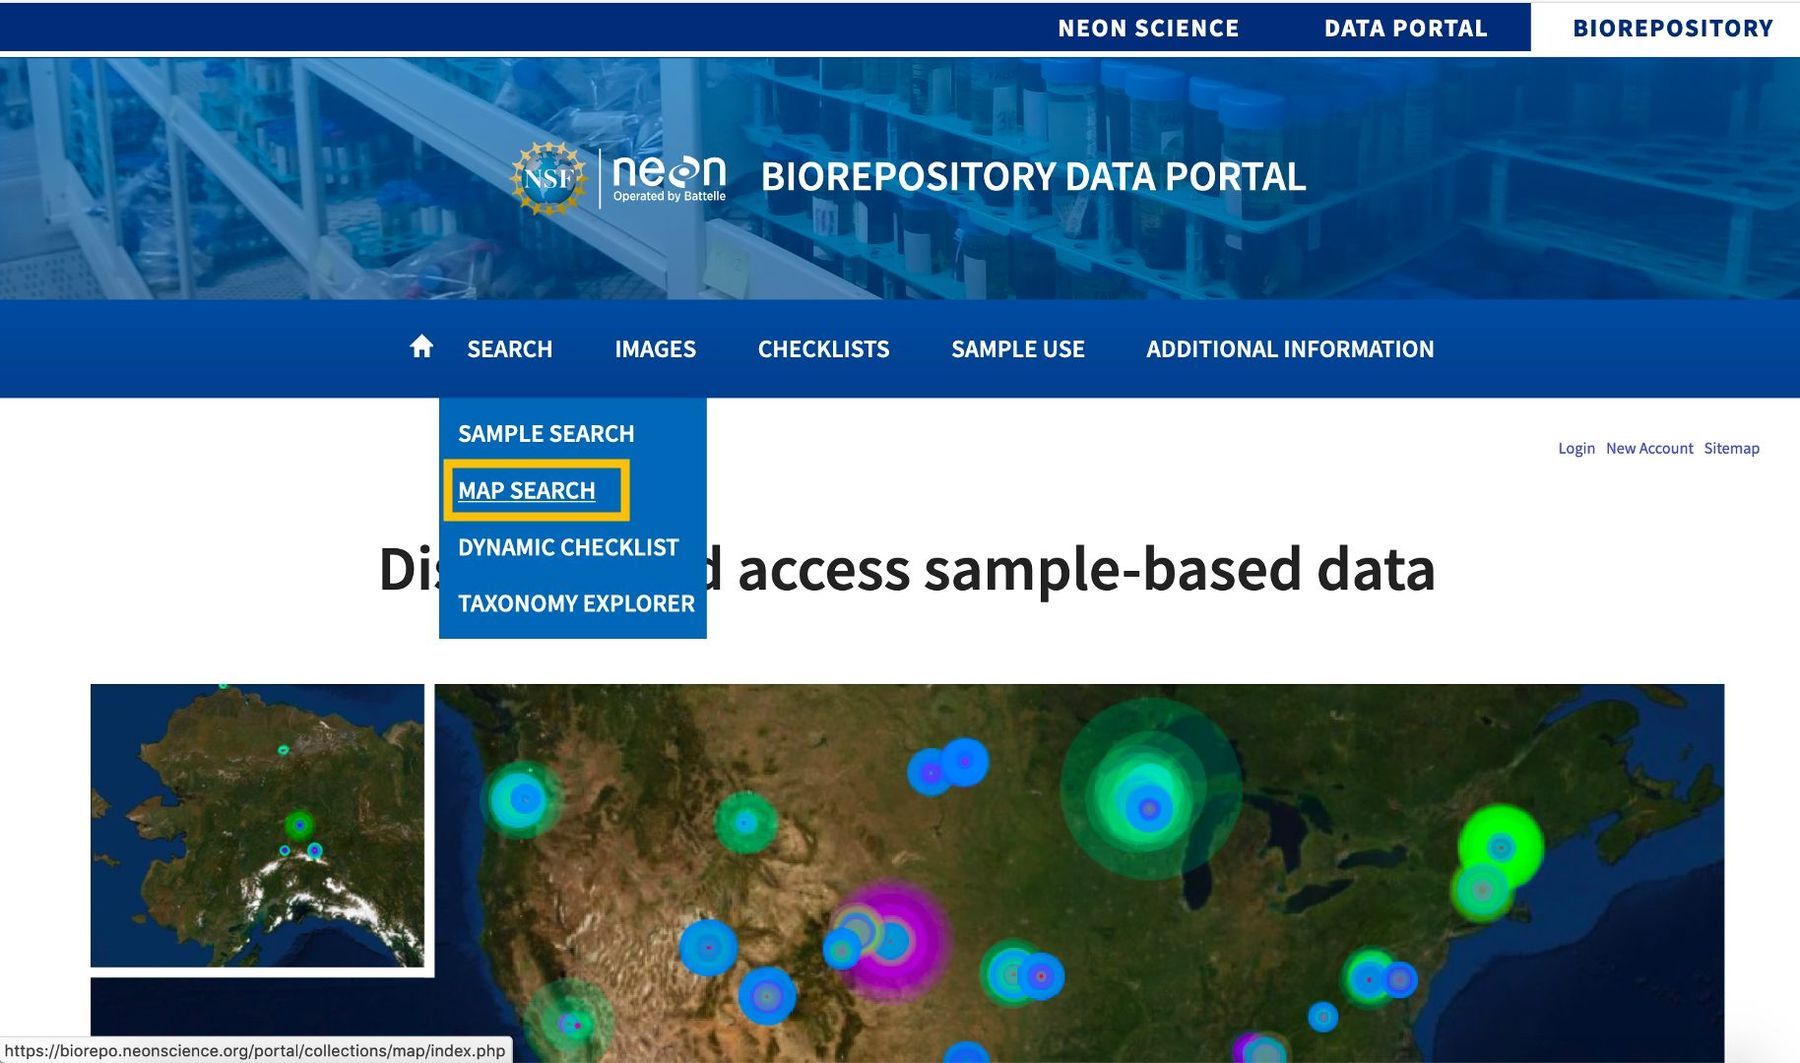 NEON SCIENCE DATA PORTAL BIOREPOSITORY
NSF neon Operated by Battelle BIOREPOSITORY DATA PORTAL
SEARCH IMAGES CHECKLISTS SAMPLE USE ADDITIONAL INFORMATION
SAMPLE SEARCH
Login New Account Sitemap
MAP SEARCH
DYNAMIC CHECKLIST
access sample-based data
TAXONOMY EXPLORER
https://biorepo.neonscience.org/portal/collections/map/index.php